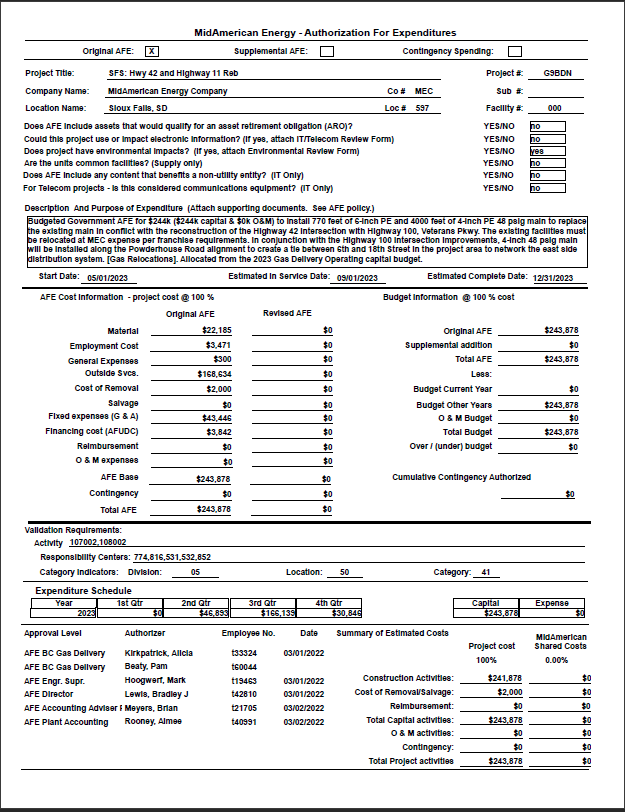 MidAmerican Energy - Authorization For Expenditures
Original AFE: X Supplemental AFE: Contingency Spending:
Project Title: SFS: Hwy 42 and Highway 11 Reb Project #: G9BDN
Company Name: MidAmerican Energy Company Co # MEC Sub #:
Location Name: Sioux Falls, SD Loc # 597 Facility #: 000
Does AFE include assets that would qualify for an asset retirement obligation (ARO)? YES/NO no
Could this project use or impact electronic information? (If yes, attach IT/Telecom Review Form) YES/NO no
Does project have environmental impacts? (If yes, attach Environmental Review Form) YES/NO yes
Are the units common facilities? (Supply only) YES/NO no
Does AFE include any content that benefits a non-utility entity? (IT Only) YES/NO no
For Telecom projects - is this considered communications equipment? (IT Only) YES/NO no
Description And Purpose of Expenditure (Attach supporting documents. See AFE policy.)
Budgeted Government AFE for $244k ($244k capital & $0k O&M) to install 770 feet of 6-inch PE and 4000 feet of 4-inch PE 48 psig main to replace
the existing main in conflict with the reconstruction of the Highway 42 intersection with Highway 100, Veterans Pkwy. The existing facilities must
be relocated at MEC expense per franchise requirements. In conjunction with the Highway 100 intersection improvements, 4-inch 48 psig main
will be installed along the Powderhouse Road alignment to create a tie between 6th and 18th Street in the project area to network the east side
distribution system. [Gas Relocations]. Allocated from the 2023 Gas Delivery Operating capital budget.
Start Date: 05/01/2023 Estimated In Service Date: 09/01/2023 Estimated Complete Date: 12/31/2023
AFE Cost Information - project cost @ 100 % Budget Information @ 100 % cost
Original AFE Revised AFE
Material $22,185 $0 Original AFE $243,878
Employment Cost $3,471 $0 Supplemental addition $0
General Expenses $300 $0 Total AFE $243,878
Outside Svcs. $168,634 $0 Less:
Cost of Removal $2,000 $0 Budget Current Year $0
Salvage $0 $0 Budget Other Years $243,878
Fixed expenses (G & A) $43,446 $0 O & M Budget $0
Financing cost (AFUDC) $3,842 $0 Total Budget $243,878
Reimbursement $0 $0 Over / (under) budget $0
O & M expenses $0 $0
AFE Base $243,878 $0 Cumulative Contingency Authorized
Contingency $0 $0 $0
Total AFE $243,878 $0
Validation Requirements:
Activity 107002,108002
Responsibility Centers: 774,816,531,532,852
Category Indicators: Division: 05 Location: 50 Category: 41
Expenditure Schedule
Year 1st Qtr 2nd Qtr 3rd Qtr 4th Qtr Capital Expense
2023 $0 $46,893 $166,139 $30,846 $243,878 $0
Approval Level Authorizer Employee No. Date Summary of Estimated Costs Project cost MidAmerican Shared Costs
100% 0.00%
AFE BC Gas Delivery Kirkpatrick, Alicia t33324 03/01/2022
AFE BC Gas Delivery Beaty, Pam t60044
AFE Engr. Supr. Hoogwerf, Mark t19463 03/01/2022 Construction Activities: $241,878 $0
AFE Director Lewis, Bradley J t42810 03/01/2022 Cost of Removal/Salvage: $2,000 $0
AFE Accounting Adviser F Meyers, Brian t21705 03/02/2022 Reimbursement: $0 $0
AFE Plant Accounting Rooney, Aimee t40991 03/02/2022 Total Capital activities: $243,878 $0
O & M activities: $0 $0
Contingency: $0 $0
Total Project activities $243,878 $0